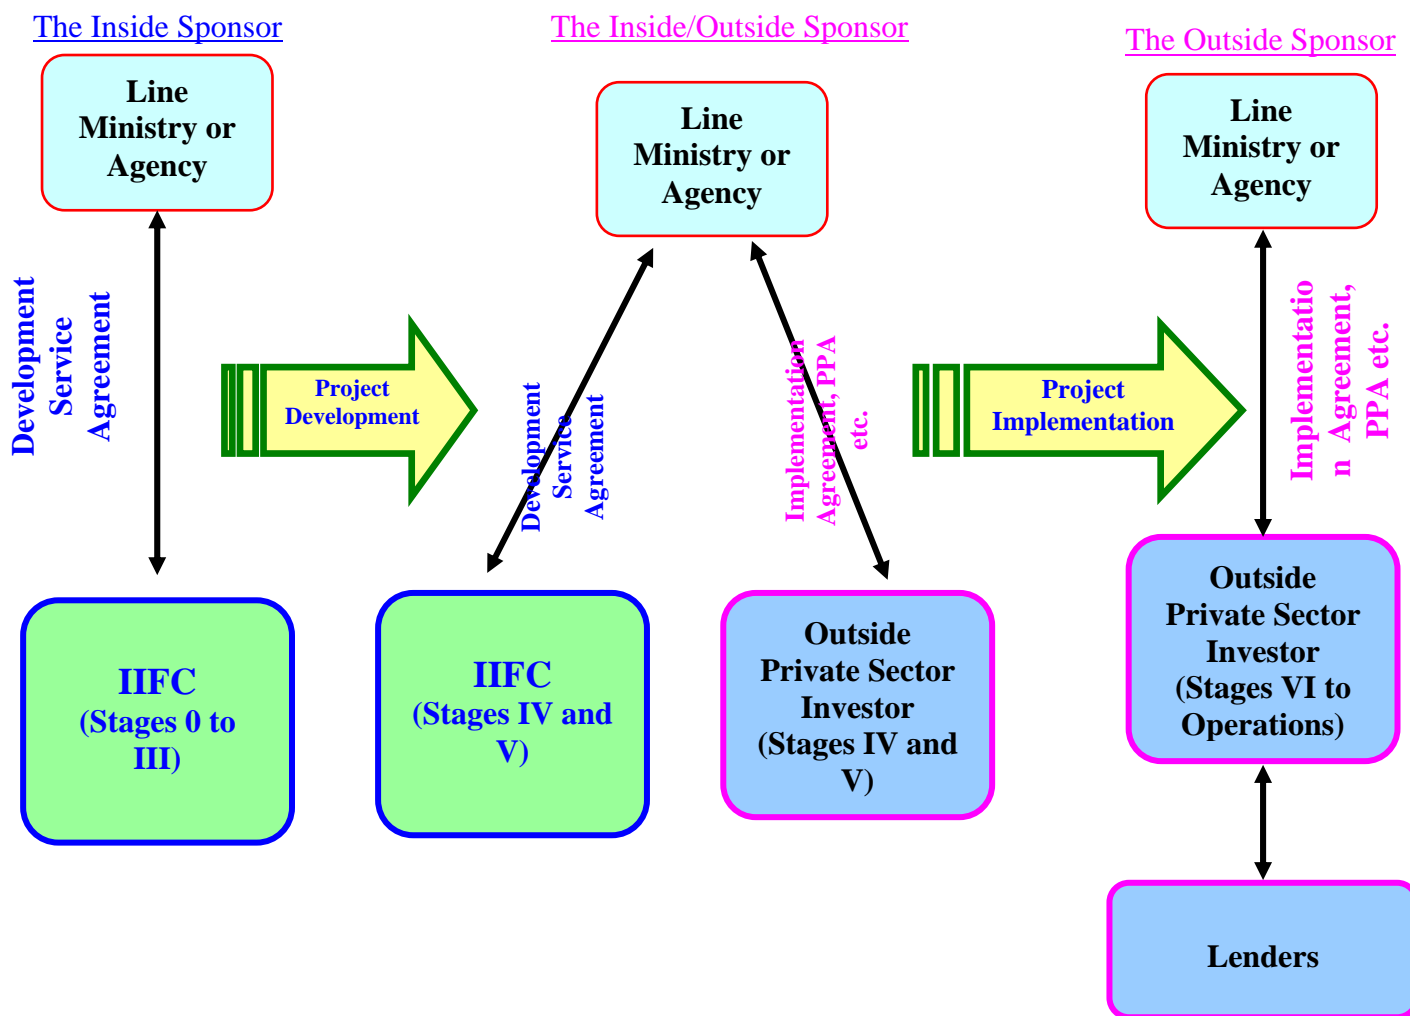 The Inside Sponsor
The Inside/Outside Sponsor
The Outside Sponsor
Line
Ministry or
Agency
Line
Ministry or
Agency
Line
Ministry or
Agency
Development
Service
Agreement
Project
Development
Development
Service
Agreement
Implementation
Agreement, PPA
etc.
Project
Implementation
Implementatio
n Agreement,
PPA etc.
IIFC
(Stages 0 to
III)
IIFC
(Stages IV and
V)
Outside
Private Sector
Investor
(Stages IV and
V)
Outside
Private Sector
Investor
(Stages VI to
Operations)
Lenders